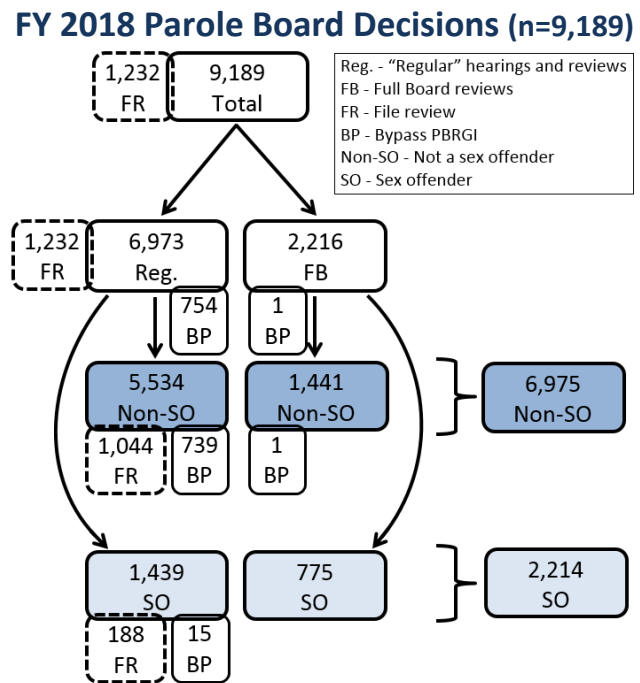 FY 2018 Parole Board Decisions (n=9,189)
1,232
FR
9,189
Total
Reg. - “Regular” hearings and reviews
FB - Full Board reviews
FR - File review
BP - Bypass PBRGI
Non-SO - Not a sex offender
SO - Sex offender
1,232
FR
6,973
Reg.
2,216
FB
754
BP
1
BP
5,534
Non-SO
1,441
Non-SO
6,975
Non-SO
1,044
FR
739
BP
1
BP
1,439
SO
775
SO
2,214
SO
188
FR
15
BP